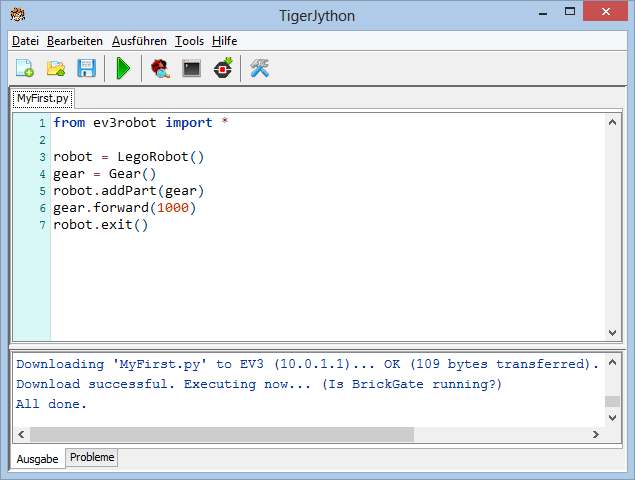 TigerJython
Datei Bearbeiten Ausführen Tools Hilfe
MyFirst.py
1 from ev3robot import *
2
3 robot = LegoRobot()
4 gear = Gear()
5 robot.addPart(gear)
6 gear.forward(1000)
7 robot.exit()
Downloading 'MyFirst.py' to EV3 (10.0.1.1)... OK (109 bytes transferred).
Download successful. Executing now... (Is BrickGate running?)
All done.
Ausgabe Probleme